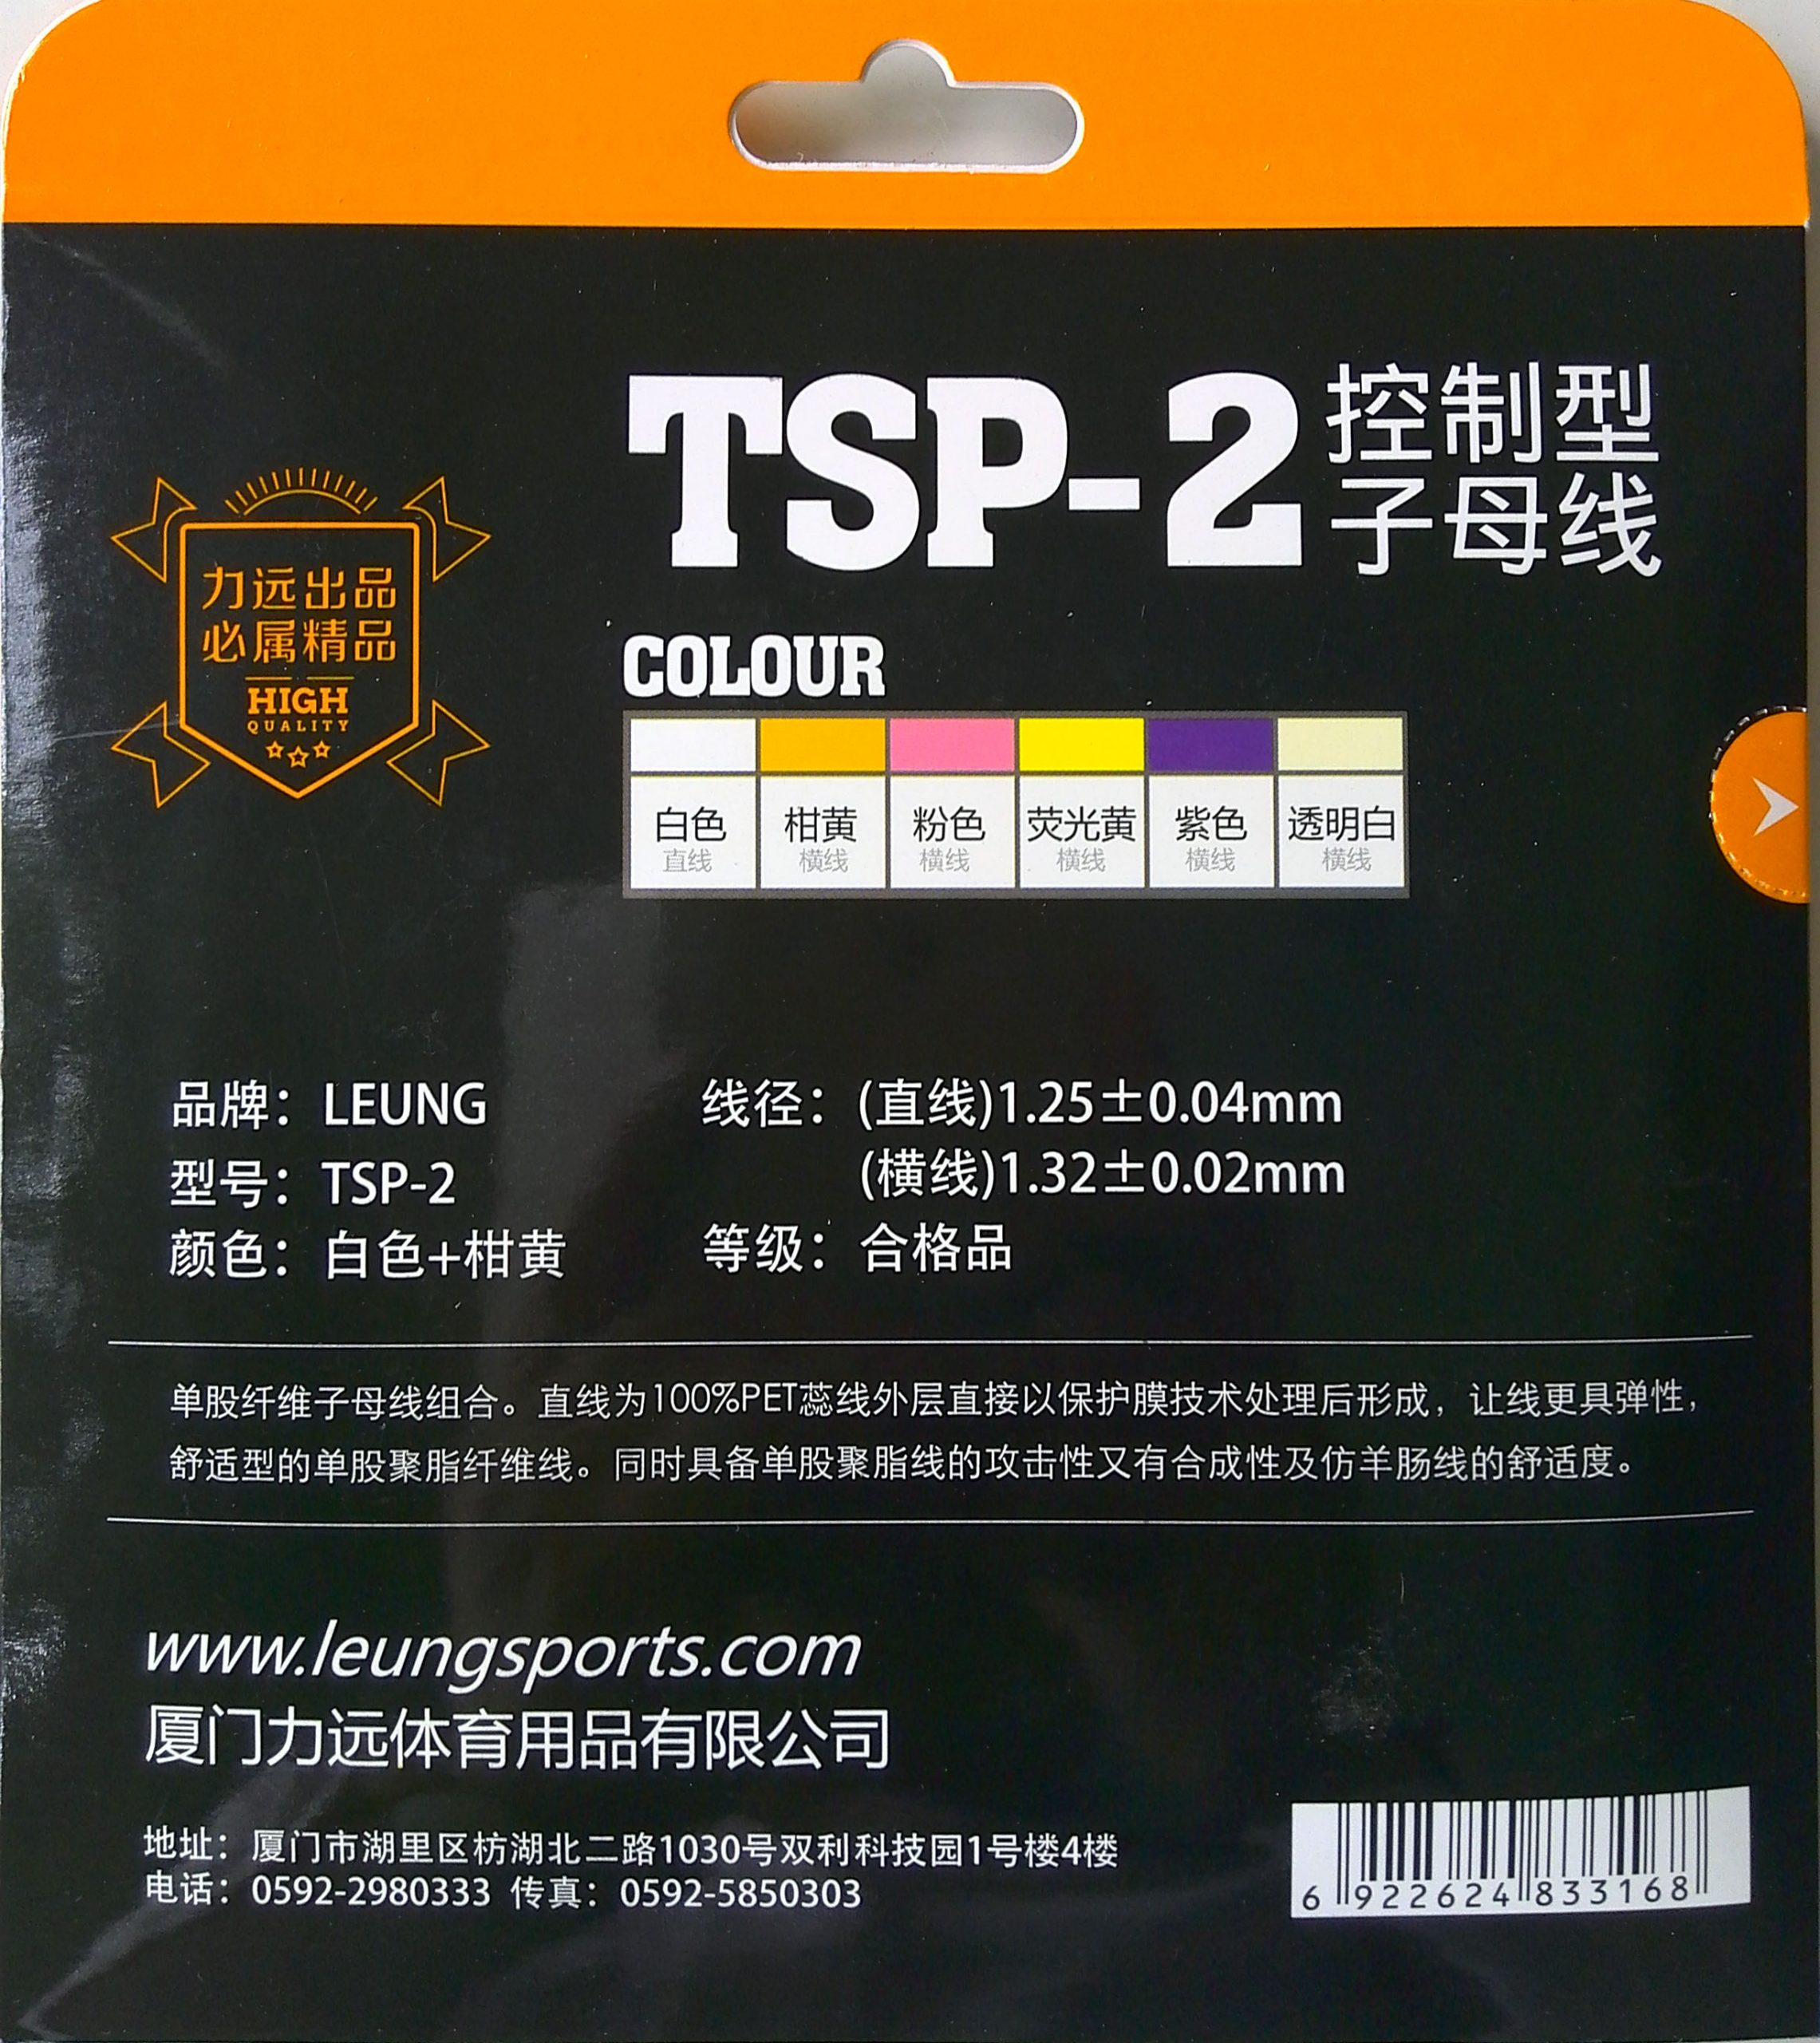 TSP-2 控制型
子母线
力远出品
必属精品
HIGH
QUALITY
COLOUR
白色 柑黄 粉色 荧光黄 紫色 透明白
直线 横线 横线 横线 横线 横线
品牌：LEUNG
型号：TSP-2
颜色：白色+柑黄
线径：(直线)1.25±0.04mm
(横线)1.32±0.02mm
等级：合格品
单股纤维子母线组合。直线为100%PET蕊线外层直接以保护膜技术处理后形成，让线更具弹性，
舒适型的单股聚脂纤维线。同时具备单股聚脂线的攻击性又有合成性及仿羊肠线的舒适度。
www.leungsports.com
厦门力远体育用品有限公司
地址：厦门市湖里区枋湖北二路1030号双利科技园1号楼4楼
电话：0592-2980333 传真：0592-5850303
6 922624 833168